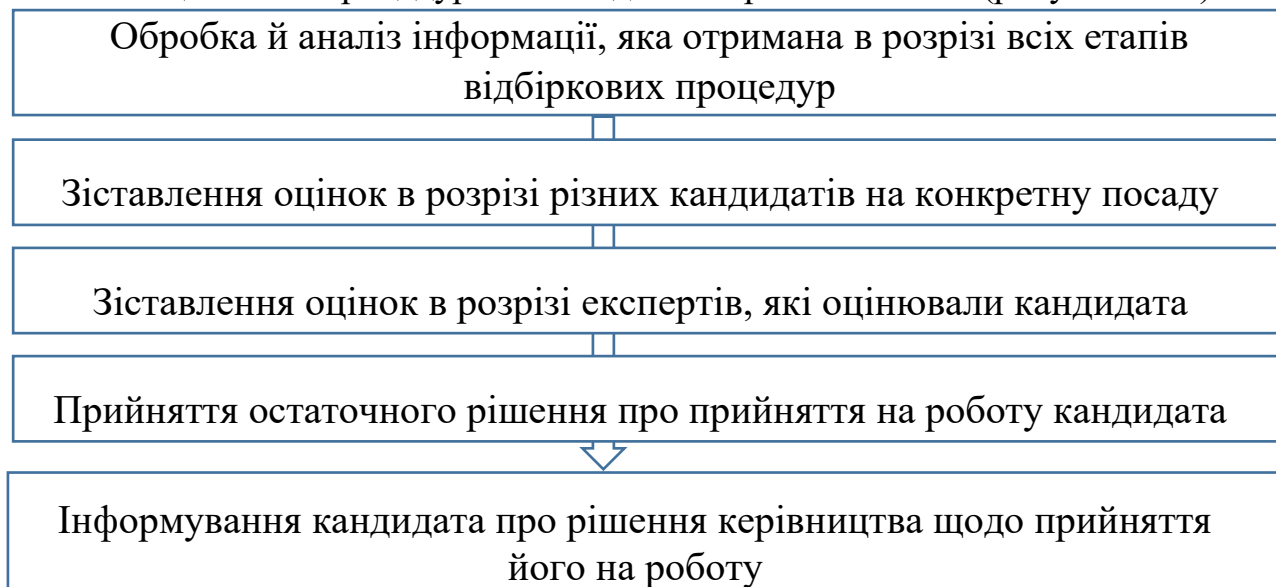 Обробка й аналіз інформації, яка отримана в розрізі всіх етапів
відбіркових процедур
Зіставлення оцінок в розрізі різних кандидатів на конкретну посаду
Зіставлення оцінок в розрізі експертів, які оцінювали кандидата
Прийняття остаточного рішення про прийняття на роботу кандидата
Інформування кандидата про рішення керівництва щодо прийняття
його на роботу